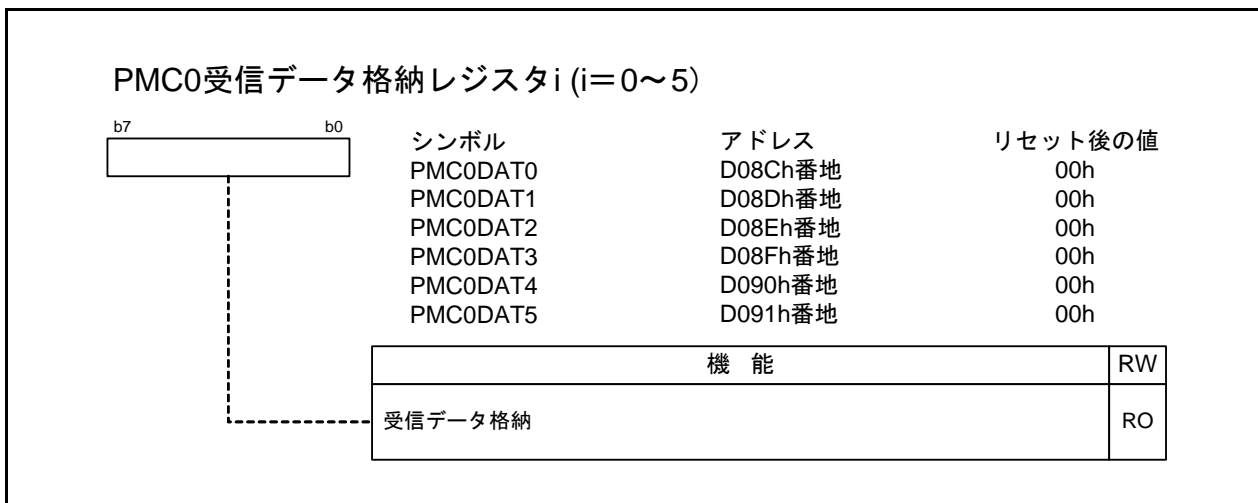 PMC0受信データ格納レジスタi (i=0~5)
b7 b0
シンボル アドレス リセット後の値
PMC0DAT0 D08Ch番地 00h
PMC0DAT1 D08Dh番地 00h
PMC0DAT2 D08Eh番地 00h
PMC0DAT3 D08Fh番地 00h
PMC0DAT4 D090h番地 00h
PMC0DAT5 D091h番地 00h
機 能 RW
受信データ格納 RO